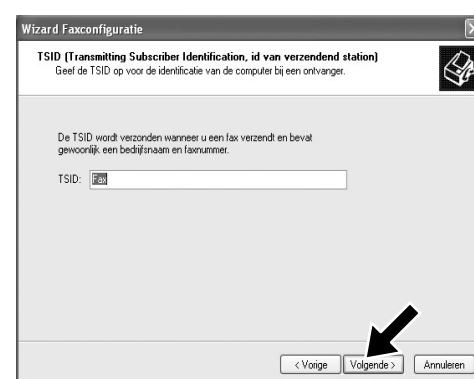 Wizard Faxconfiguratie
TSID (Transmitting Subscriber Identification, id van verzendend station)
Geef de TSID op voor de identificatie van de computer bij een ontvanger.
De TSID wordt verzonden wanneer u een fax verzendt en bevat
gewoonlijk een bedrijfsnaam en faxnummer.
TSID: Fax
< Vorige Volgende > Annuleren